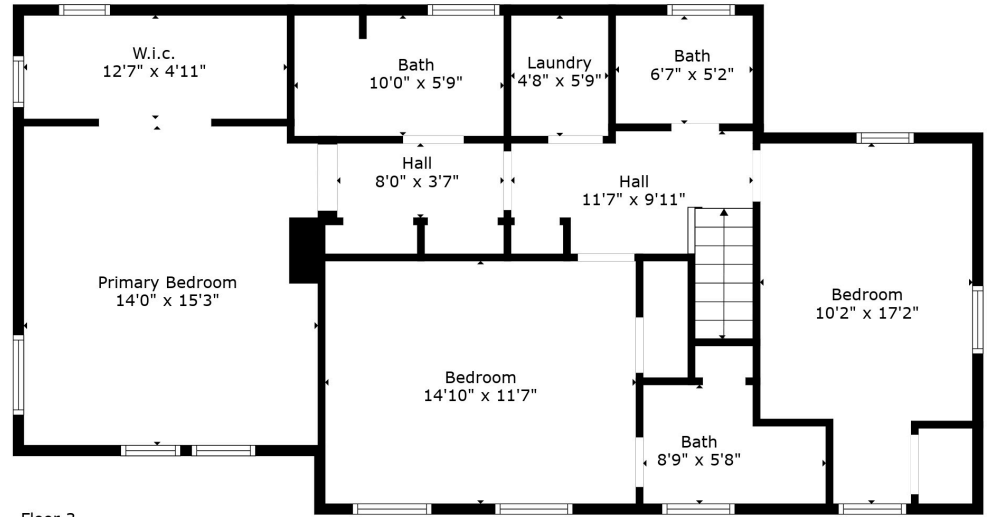 W.i.c.
12'7" x 4'11"
Bath
10'0" x 5'9"
Laundry
4'8" x 5'9"
Bath
6'7" x 5'2"
Hall
8'0" x 3'7"
Hall
11'7" x 9'11"
Primary Bedroom
14'0" x 15'3"
Bedroom
10'2" x 17'2"
Bedroom
14'10" x 11'7"
Bath
8'9" x 5'8"
Floor